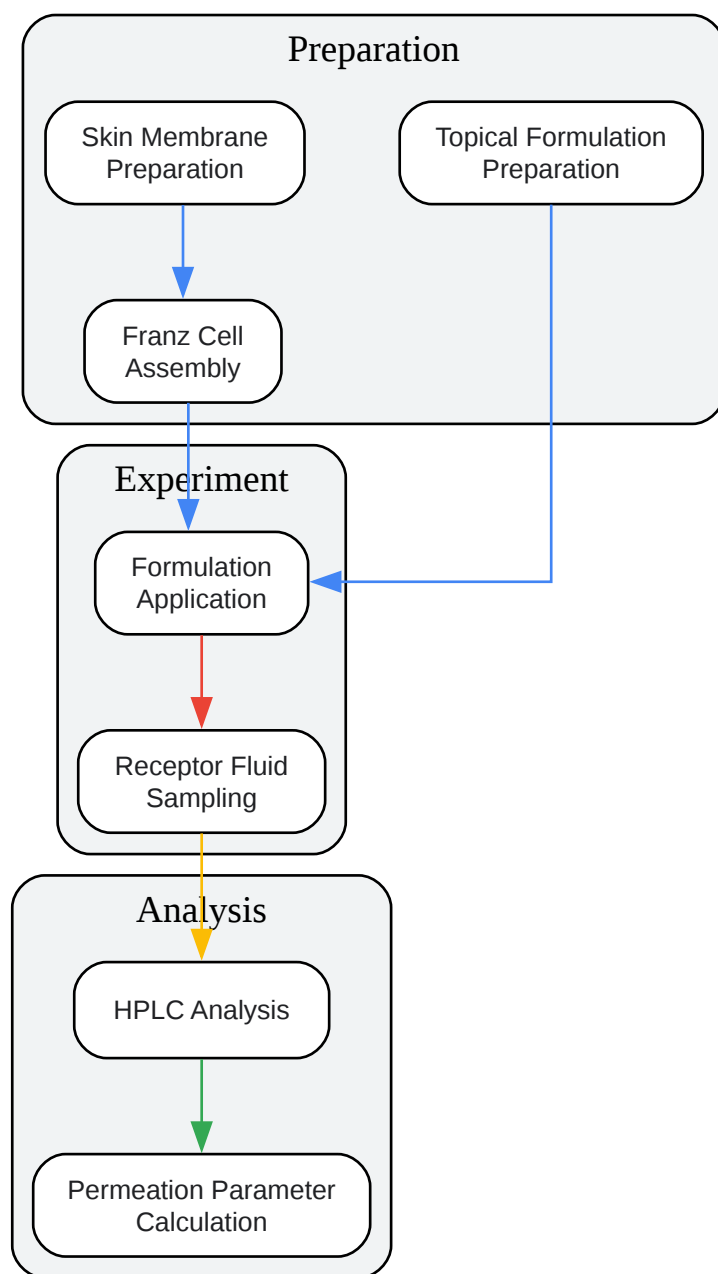 Preparation
Skin Membrane
Preparation
Topical Formulation
Preparation
Franz Cell
Assembly
Experiment
Formulation
Application
Receptor Fluid
Sampling
Analysis
HPLC Analysis
Permeation Parameter
Calculation